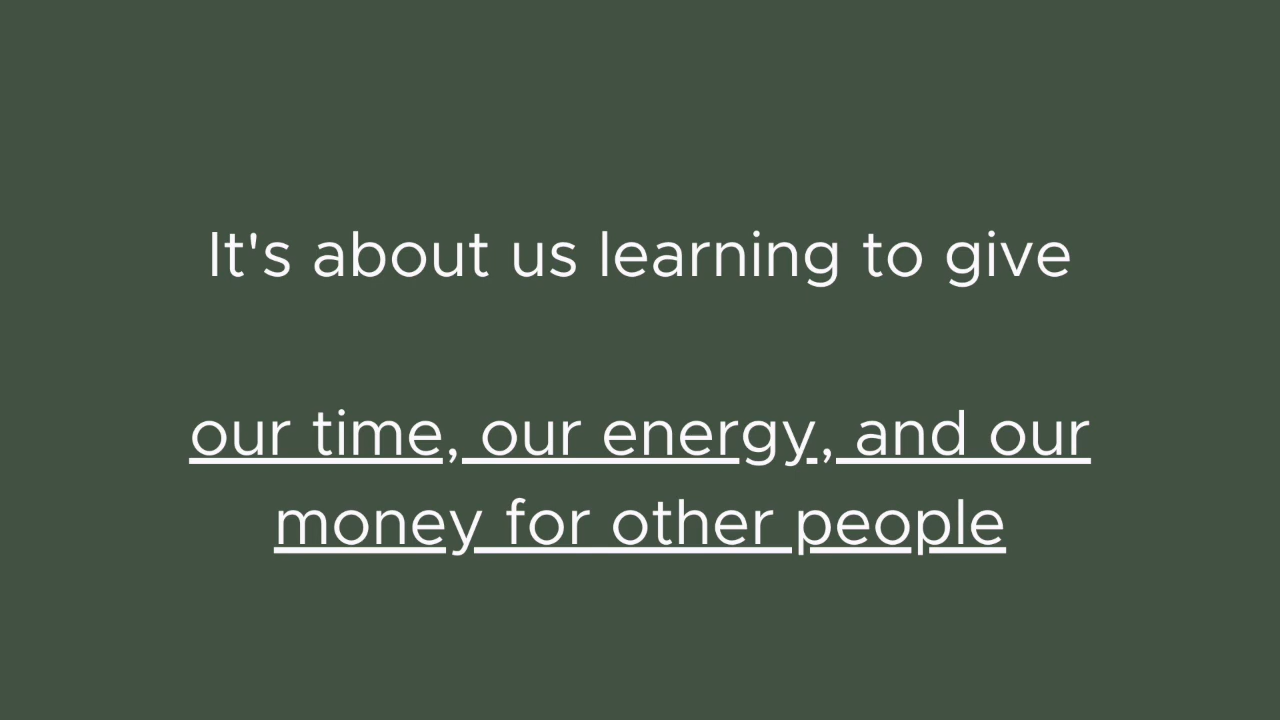 It's about us learning to give
our time, our energy, and our
money for other people